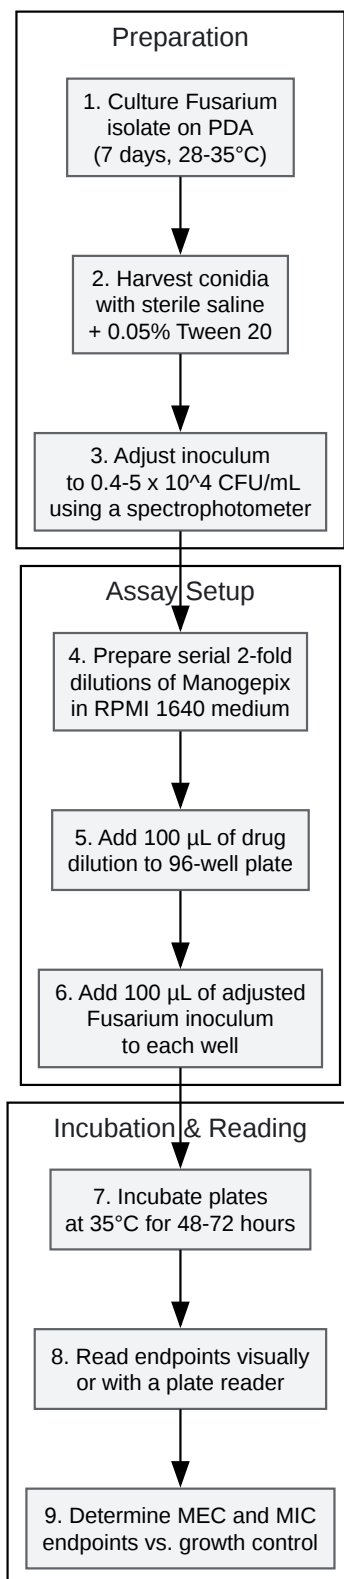 Preparation
1. Culture Fusarium
isolate on PDA
(7 days, 28-35°C)
2. Harvest conidia
with sterile saline
+ 0.05% Tween 20
3. Adjust inoculum
to 0.4-5 x 10^4 CFU/mL
using a spectrophotometer
Assay Setup
4. Prepare serial 2-fold
dilutions of Manogepix
in RPMI 1640 medium
5. Add 100 µL of drug
dilution to 96-well plate
6. Add 100 µL of adjusted
Fusarium inoculum
to each well
Incubation & Reading
7. Incubate plates
at 35°C for 48-72 hours
8. Read endpoints visually
or with a plate reader
9. Determine MEC and MIC
endpoints vs. growth control